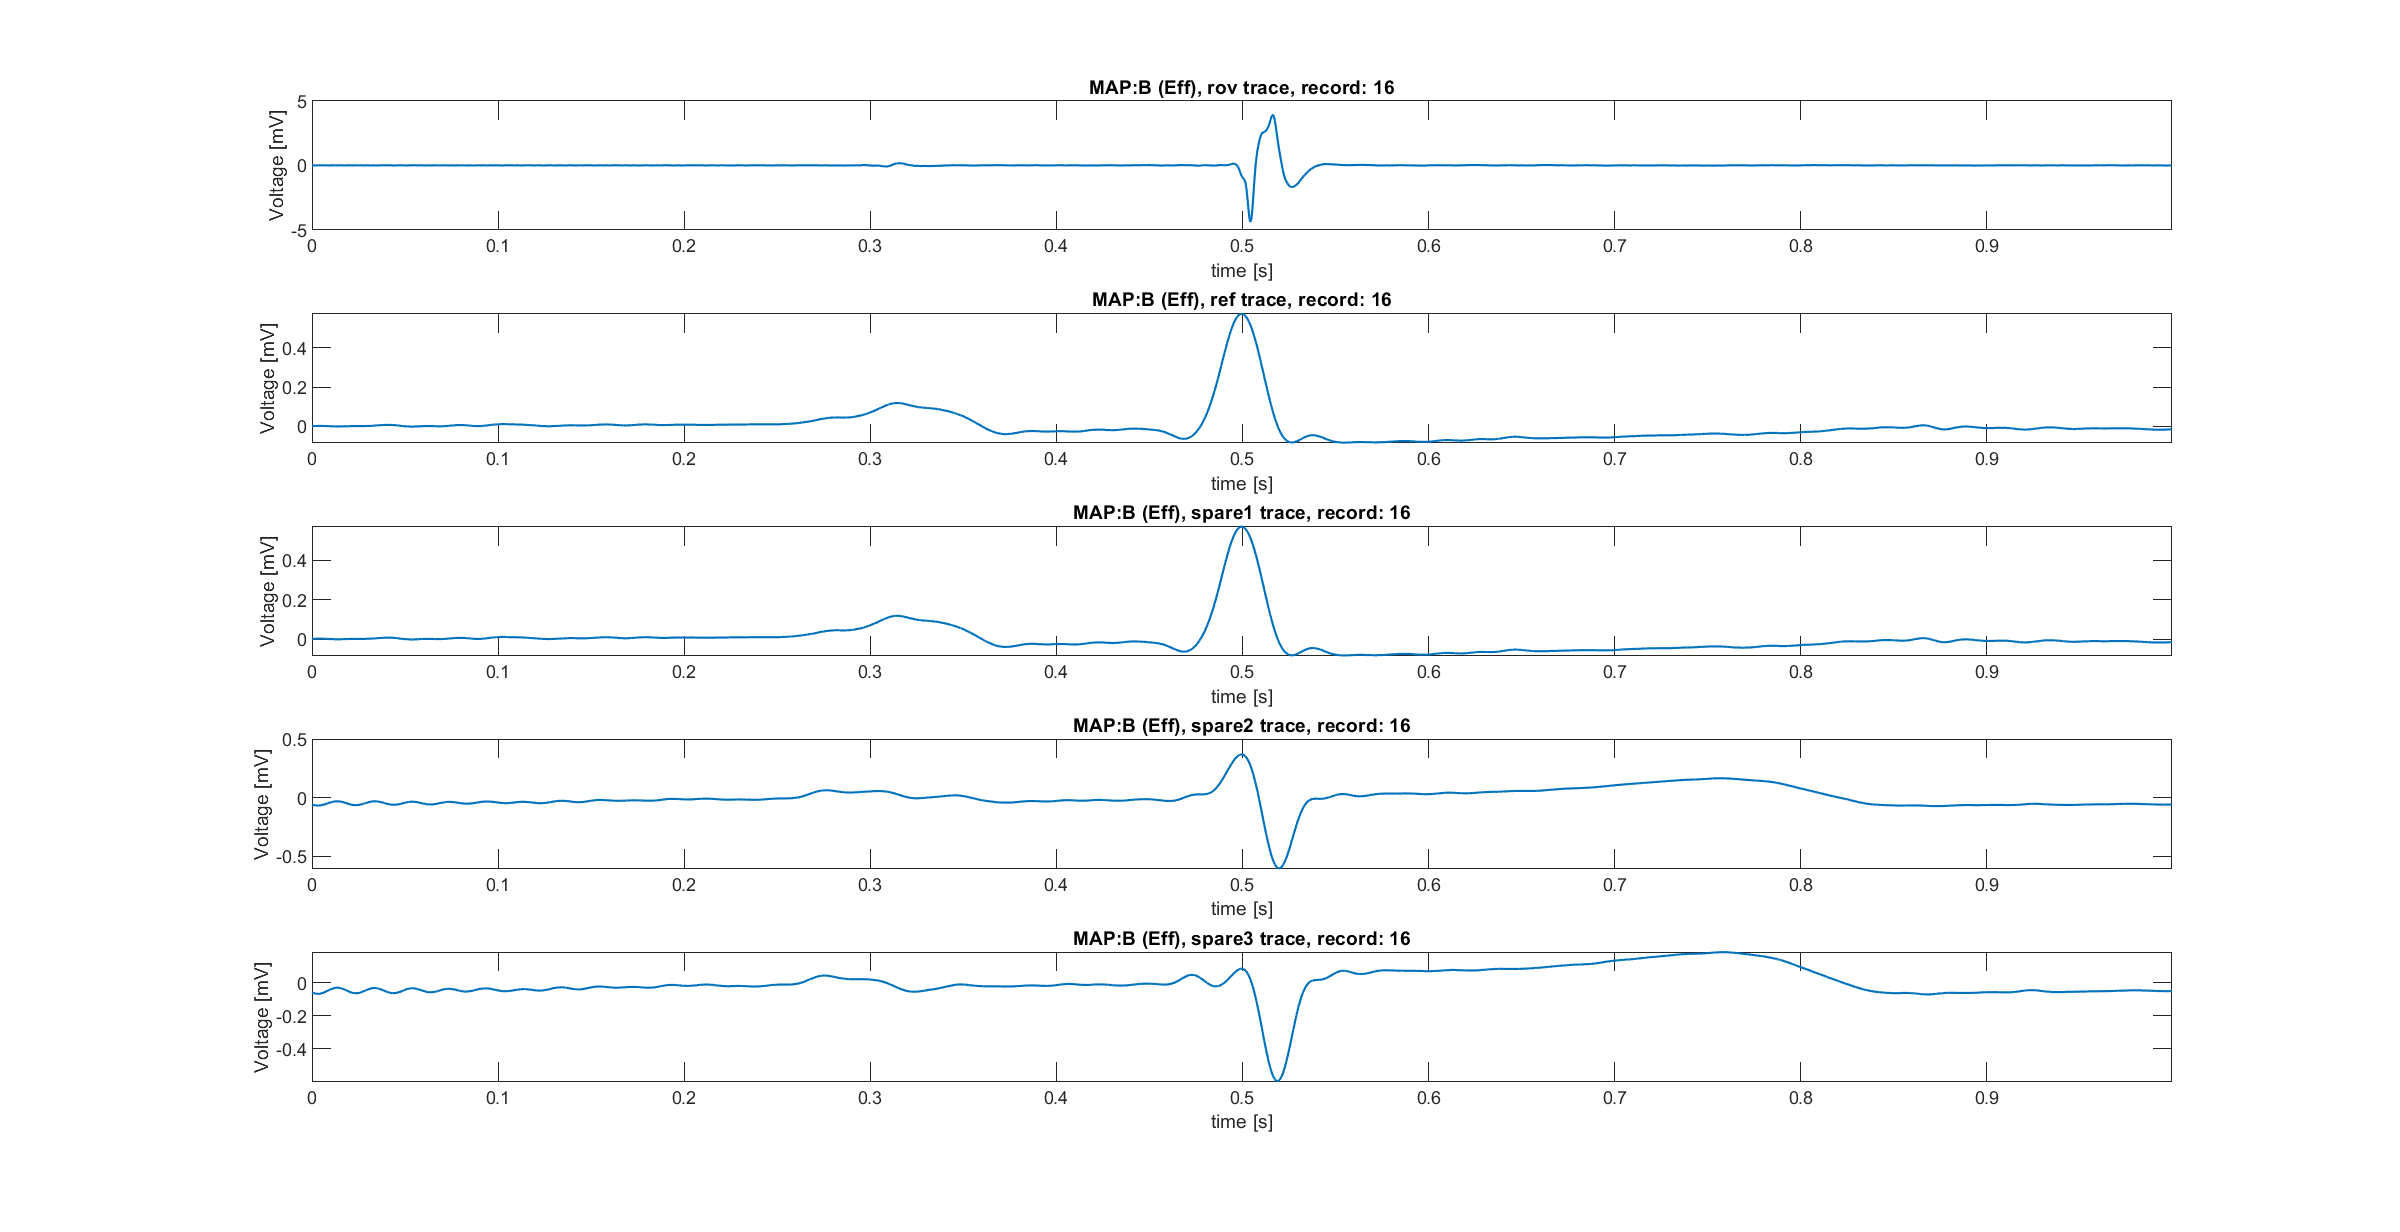 MAP:B (Eff), rov trace, record: 16
Voltage [mV]
5
0
-5
0 0.1 0.2 0.3 0.4 0.5 0.6 0.7 0.8 0.9
time [s]
MAP:B (Eff), ref trace, record: 16
Voltage [mV]
0.4
0.2
0
0 0.1 0.2 0.3 0.4 0.5 0.6 0.7 0.8 0.9
time [s]
MAP:B (Eff), spare1 trace, record: 16
Voltage [mV]
0.4
0.2
0
0 0.1 0.2 0.3 0.4 0.5 0.6 0.7 0.8 0.9
time [s]
MAP:B (Eff), spare2 trace, record: 16
Voltage [mV]
0.5
0
-0.5
0 0.1 0.2 0.3 0.4 0.5 0.6 0.7 0.8 0.9
time [s]
MAP:B (Eff), spare3 trace, record: 16
Voltage [mV]
0
-0.2
-0.4
0 0.1 0.2 0.3 0.4 0.5 0.6 0.7 0.8 0.9
time [s]